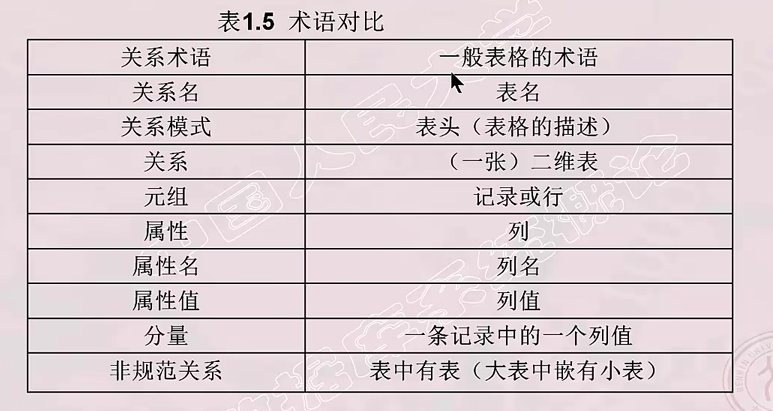 表1.5 术语对比
关系术语 一般表格的术语
关系名 表名
关系模式 表头（表格的描述）
关系 （一张）二维表
元组 记录或行
属性 列
属性名 列名
属性值 列值
分量 一条记录中的一个列值
非规范关系 表中有表（大表中嵌有小表）